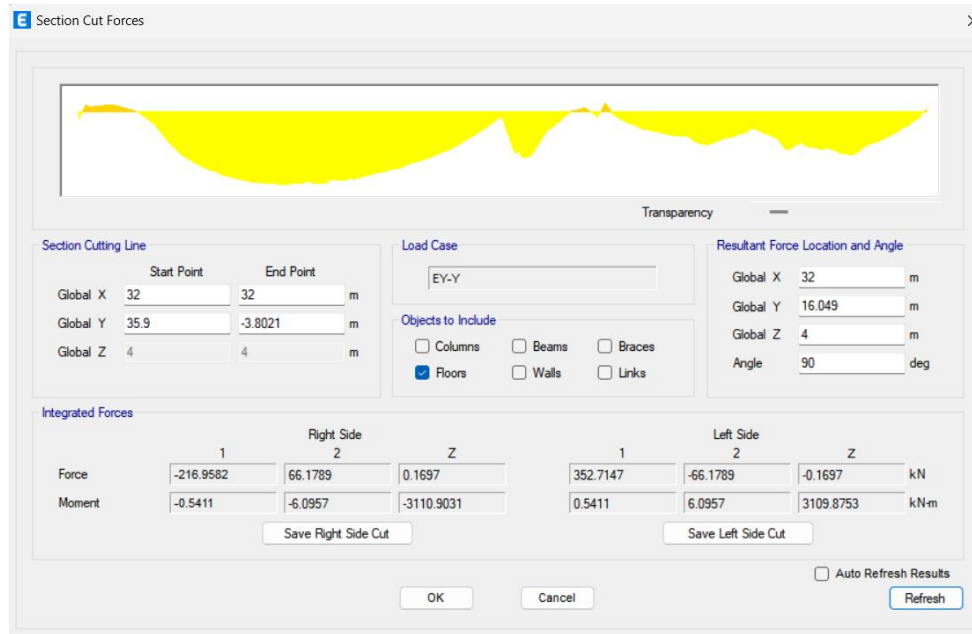 E Section Cut Forces
Transparency
Section Cutting Line
Start Point End Point
Global X 32 32 m
Global Y 35.9 -3.8021 m
Global Z 4 4 m
Load Case
EY-Y
Objects to Include
Columns Beams Braces
Floors Walls Links
Resultant Force Location and Angle
Global X 32 m
Global Y 16.049 m
Global Z 4 m
Angle 90 deg
Integrated Forces
Right Side Left Side
1 2 Z 1 2 Z
Force -216.9582 66.1789 0.1697 352.7147 -66.1789 -0.1697 kN
Moment -0.5411 -6.0957 -3110.9031 0.5411 6.0957 3109.8753 kN-m
Save Right Side Cut Save Left Side Cut
Auto Refresh Results
OK Cancel Refresh